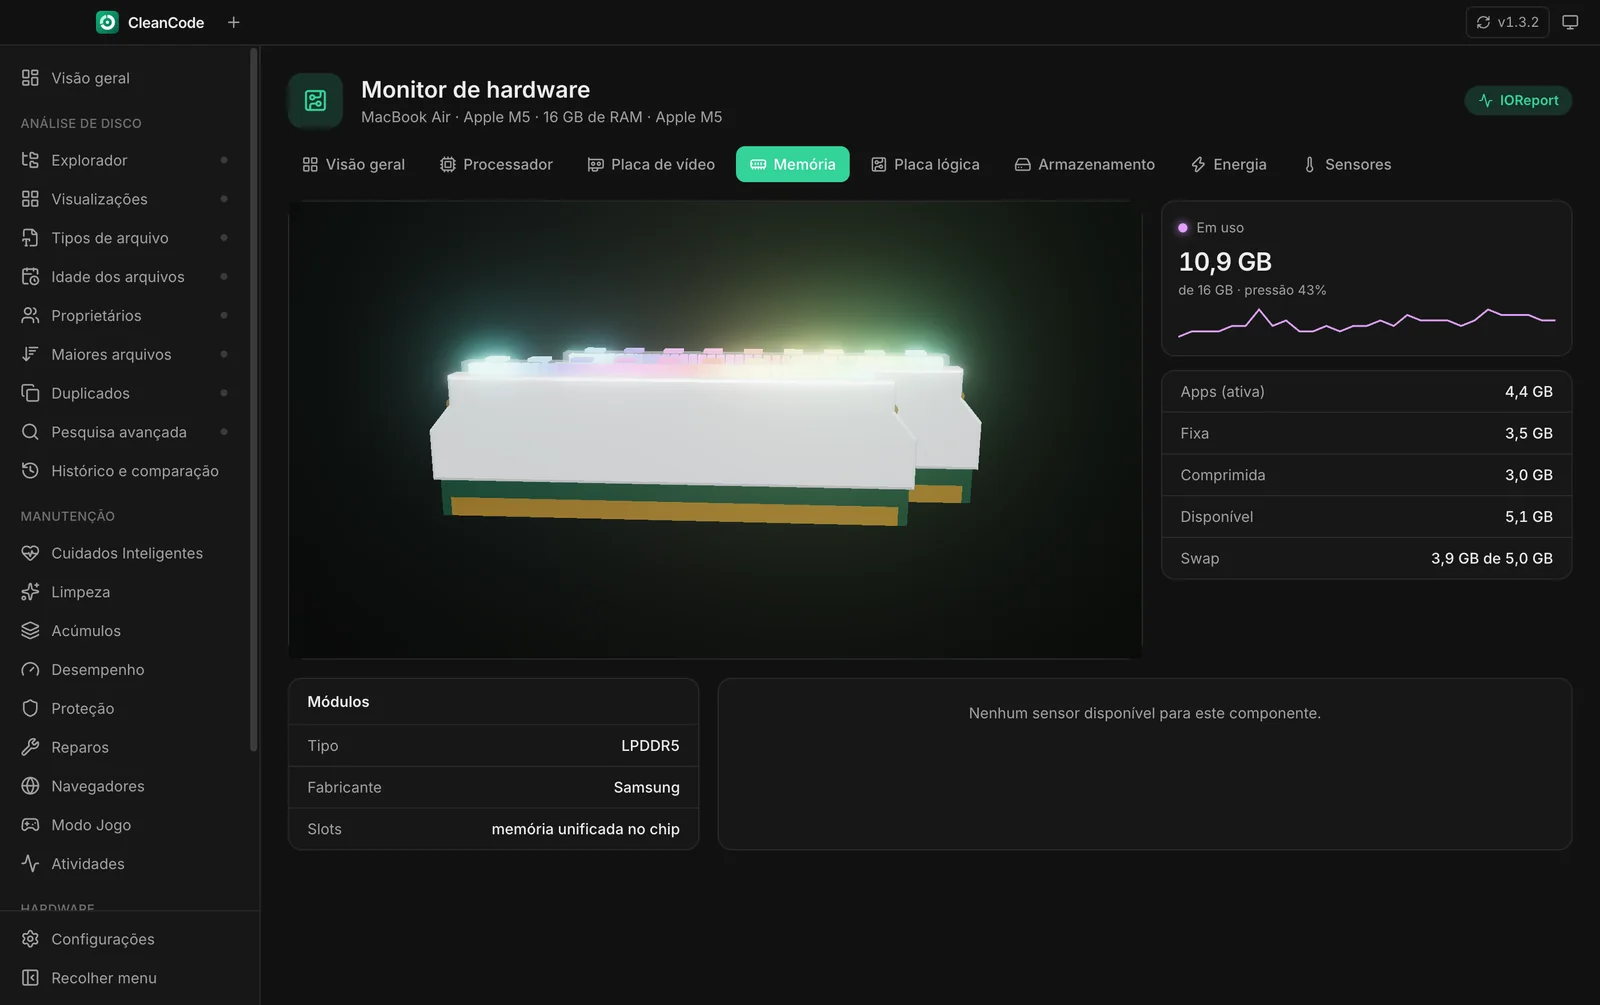 CleanCode
v1.3.2
Visão geral
ANÁLISE DE DISCO
Explorador
Visualizações
Tipos de arquivo
Idade dos arquivos
Proprietários
Maiores arquivos
Duplicados
Pesquisa avançada
Histórico e comparação
MANUTENÇÃO
Cuidados Inteligentes
Limpeza
Acúmulos
Desempenho
Proteção
Reparos
Navegadores
Modo Jogo
Atividades
HARDWARE
Configurações
Recolher menu
Monitor de hardware
MacBook Air · Apple M5 · 16 GB de RAM · Apple M5
IOReport
Visão geral
Processador
Placa de vídeo
Memória
Placa lógica
Armazenamento
Energia
Sensores
Em uso
10,9 GB
de 16 GB · pressão 43%
Apps (ativa) 4,4 GB
Fixa 3,5 GB
Comprimida 3,0 GB
Disponível 5,1 GB
Swap 3,9 GB de 5,0 GB
Módulos
Tipo LPDDR5
Fabricante Samsung
Slots memória unificada no chip
Nenhum sensor disponível para este componente.